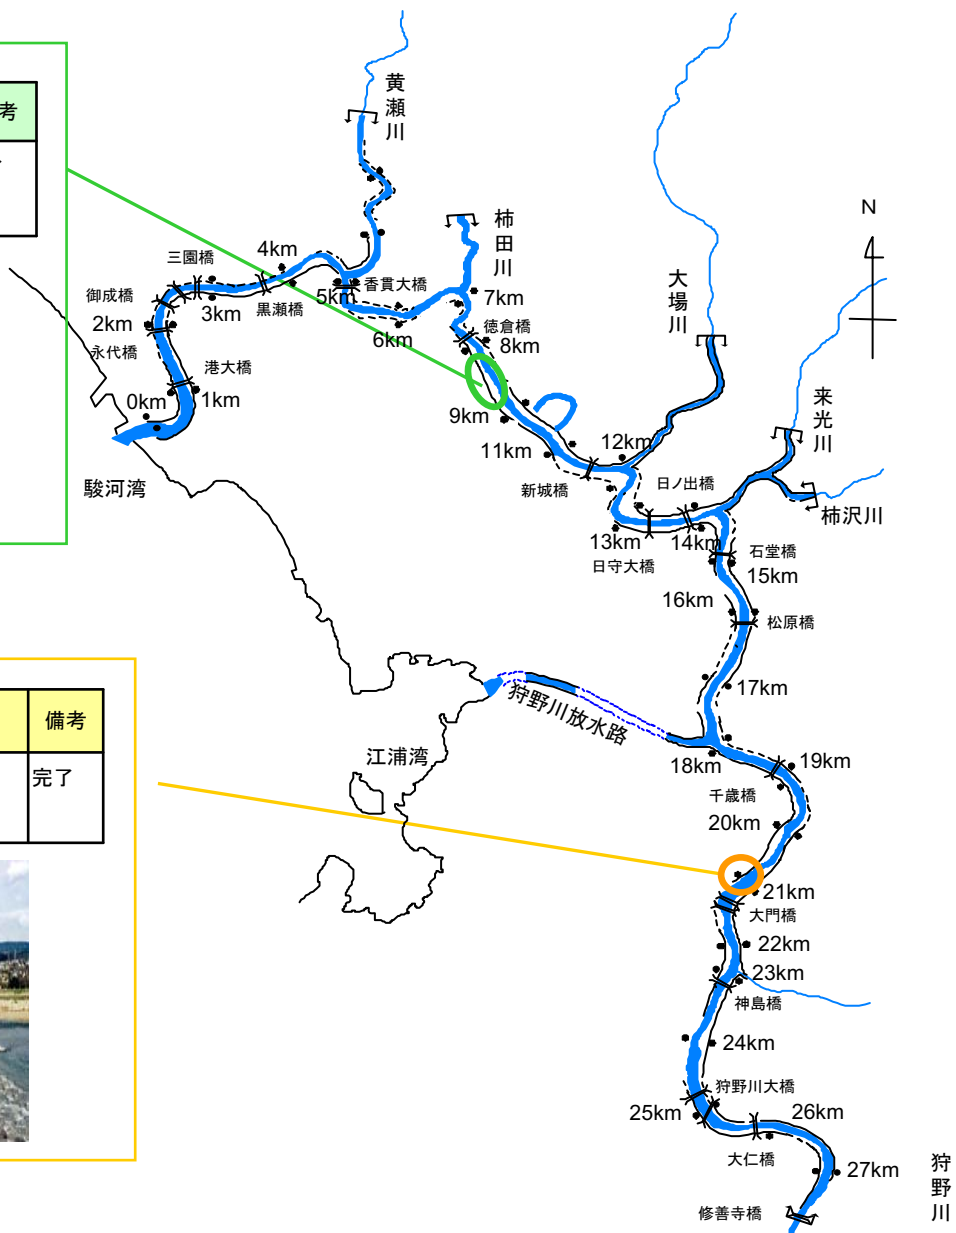 考
黄瀬川
柿田川
N
大場川
三園橋
4km
御成橋
香貫大橋
5km
7km
3km
黒瀬橋
2km
6km
徳倉橋
8km
永代橋
港大橋
来光川
0km
1km
9km
11km
12km
新城橋
日ノ出橋
駿河湾
柿沢川
13km
14km
石堂橋
日守大橋
15km
16km
松原橋
17km
狩野川放水路
備考
江浦湾
18km
19km
完了
千歳橋
20km
21km
大門橋
22km
23km
神島橋
24km
狩野川大橋
25km
26km
大仁橋
27km
狩野川
修善寺橋